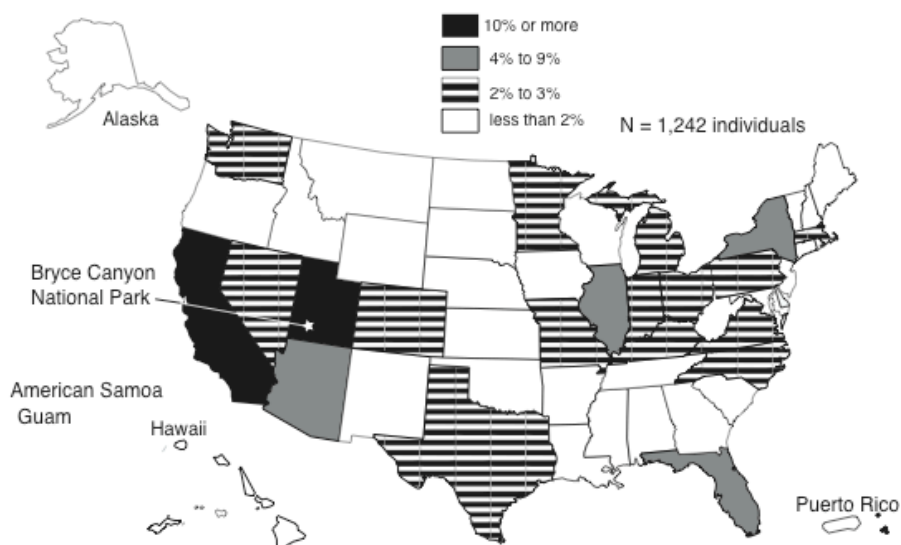 10% or more
4% to 9%
2% to 3%
less than 2%
N = 1,242 individuals
Alaska
Bryce Canyon
National Park
American Samoa
Guam
Hawaii
Puerto Rico